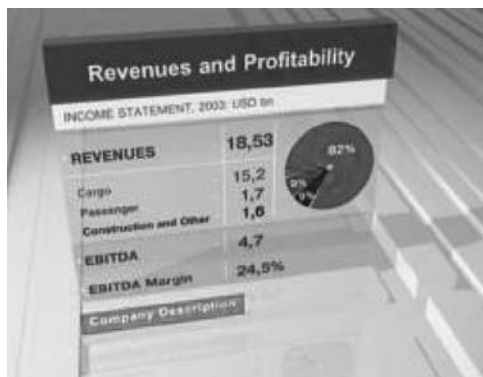 Revenues and Profitability
INCOME STATEMENT, 2003: USD bn
REVENUES 18,53
82%
Cargo 15,2
Passenger 1,7
Construction and Other 1,6
EBITDA 4,7
EBITDA Margin 24,5%
Company Description